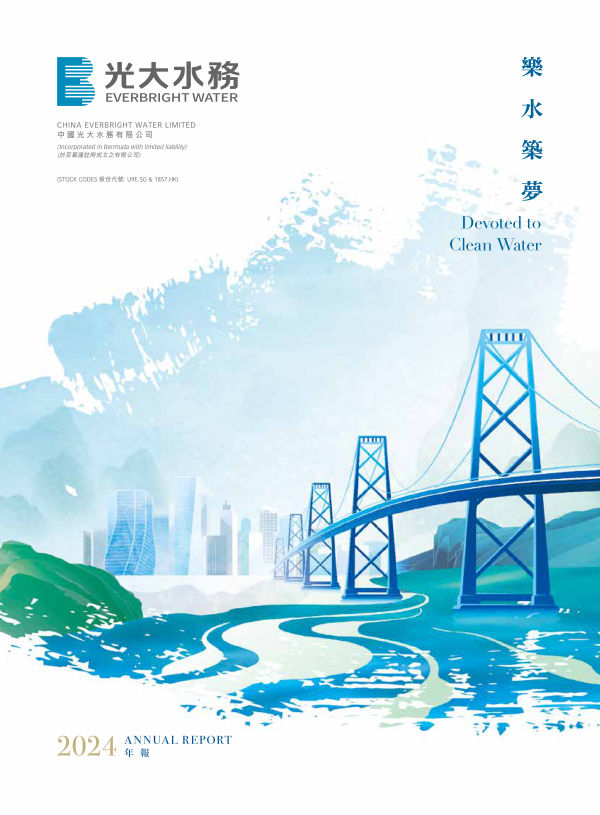 光大水務
EVERBRIGHT WATER
CHINA EVERBRIGHT WATER LIMITED
中國光大水務有限公司
(Incorporated in Bermuda with limited liability)
(於百慕達註冊成立之有限公司)
(STOCK CODES 股份代號: U9E.SG & 1857.HK)
樂水築夢
Devoted to
Clean Water
2024 ANNUAL REPORT
年報